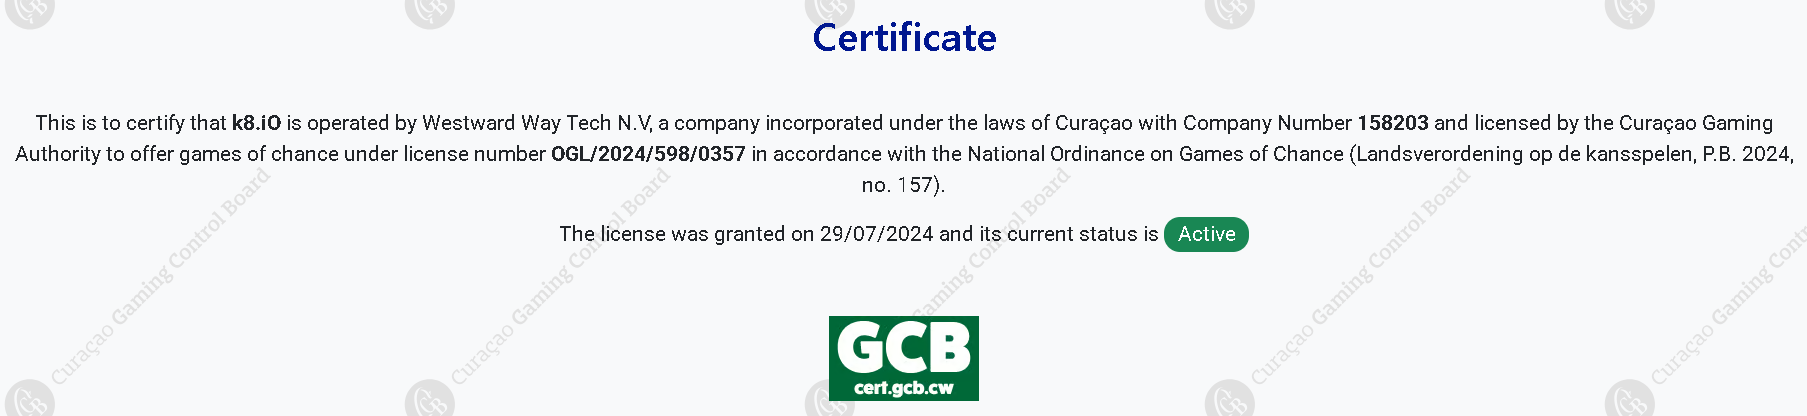 Certificate
This is to certify that k8.iO is operated by Westward Way Tech N.V, a company incorporated under the laws of Curaçao with Company Number 158203 and licensed by the Curaçao Gaming
Authority to offer games of chance under license number OGL/2024/598/0357 in accordance with the National Ordinance on Games of Chance (Landsverordening op de kansspelen, P.B. 2024,
no. 157).
The license was granted on 29/07/2024 and its current status is Active
Curaçao Gaming Control Board
Curaçao Gaming Control Board
Gaming Control Board
Curaçao Gaming Control Board
Curaçao Gaming Contr
GCB
cert.gcb.cw